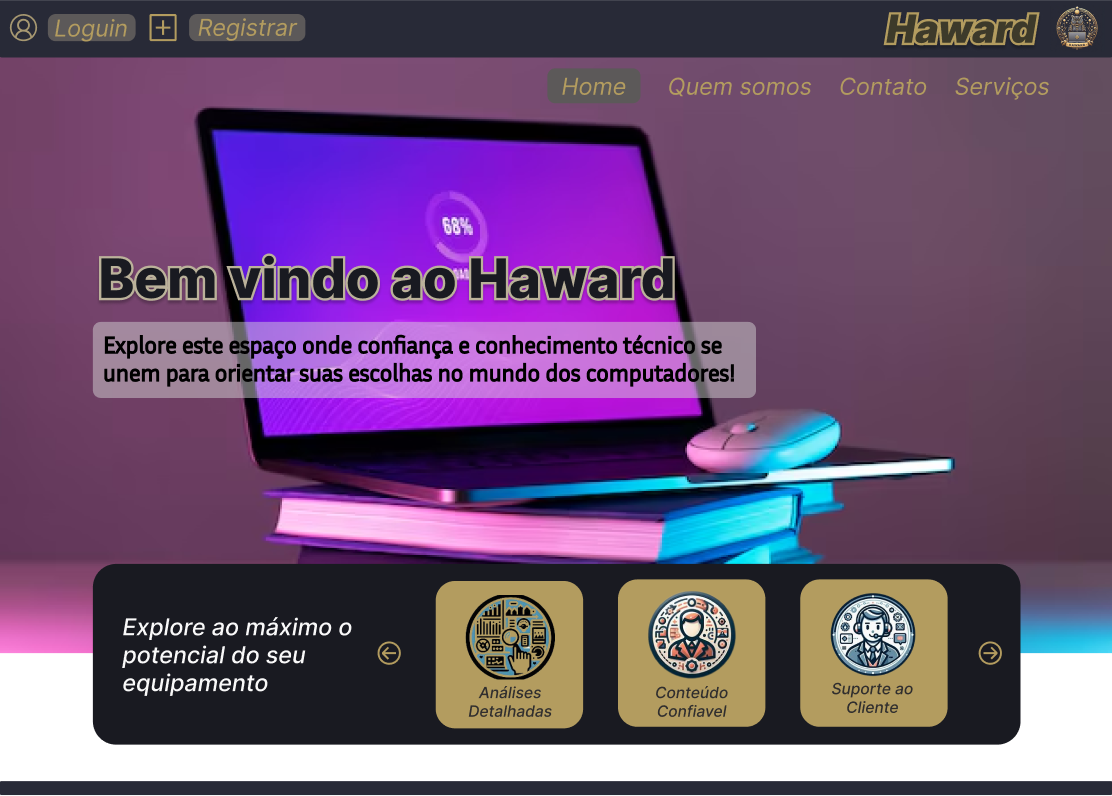 Loguin
Registrar
Haward
Home
Quem somos
Contato
Serviços
68%
Bem vindo ao Haward
Explore este espaço onde confiança e conhecimento técnico se
unem para orientar suas escolhas no mundo dos computadores!
Explore ao máximo o
potencial do seu
equipamento
Análises
Detalhadas
Conteúdo
Confiavel
Suporte ao
Cliente